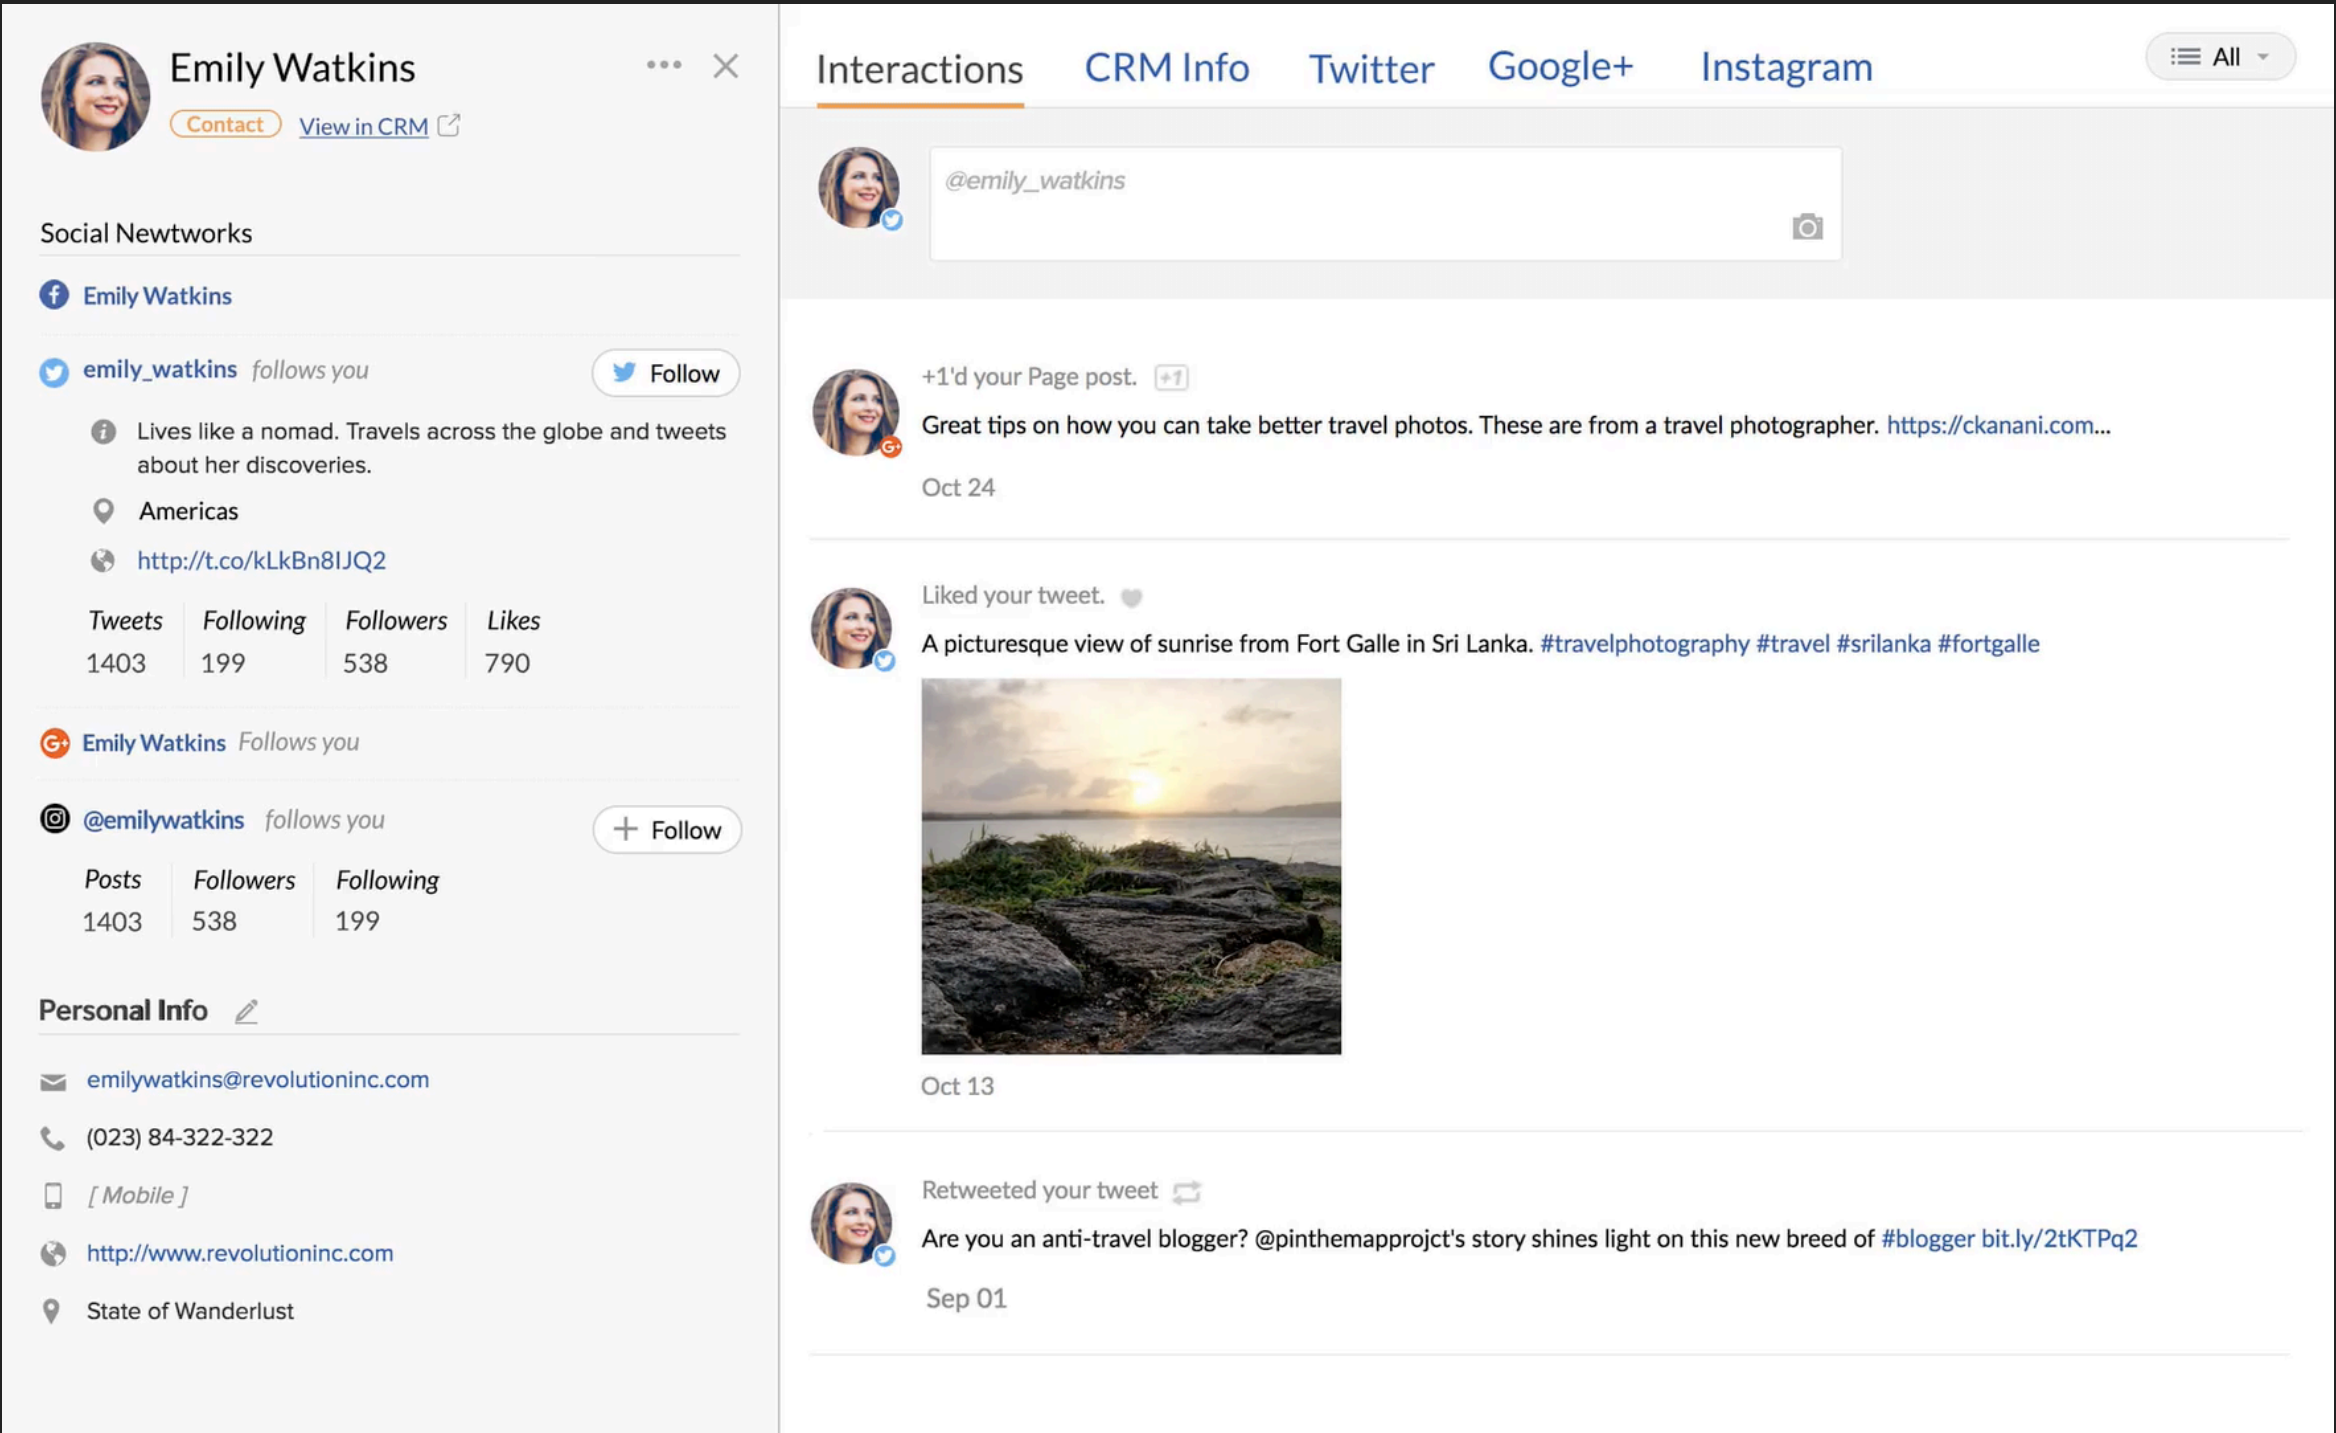 Emily Watkins
Contact View in CRM
Social Newtworks
Emily Watkins
emily_watkins follows you
Follow
Lives like a nomad. Travels across the globe and tweets
about her discoveries.
Americas
http://t.co/kLkBn8IJQ2
Tweets Following Followers Likes
1403 199 538 790
G+ Emily Watkins Follows you
@emilywatkins follows you
+ Follow
Posts Followers Following
1403 538 199
Personal Info
emilywatkins@revolutioninc.com
(023) 84-322-322
[ Mobile ]
http://www.revolutioninc.com
State of Wanderlust
Interactions CRM Info Twitter Google+ Instagram
All
@emily_watkins
+1'd your Page post. +1
Great tips on how you can take better travel photos. These are from a travel photographer. https://ckanani.com...
G+
Oct 24
Liked your tweet.
A picturesque view of sunrise from Fort Galle in Sri Lanka. #travelphotography #travel #srilanka #fortgalle
Oct 13
Retweeted your tweet
Are you an anti-travel blogger? @pinthemapprojct's story shines light on this new breed of #blogger bit.ly/2tKTPq2
Sep 01